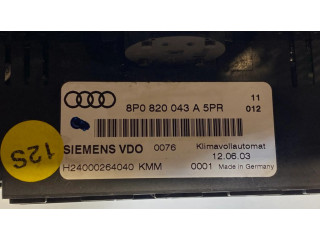 8P0 820 043 A 5PR
11
012
SIEMENS VDO 0076 Klimavollautomat
12.06.03
H24000264040 KMM 0001 Made in Germany
12S